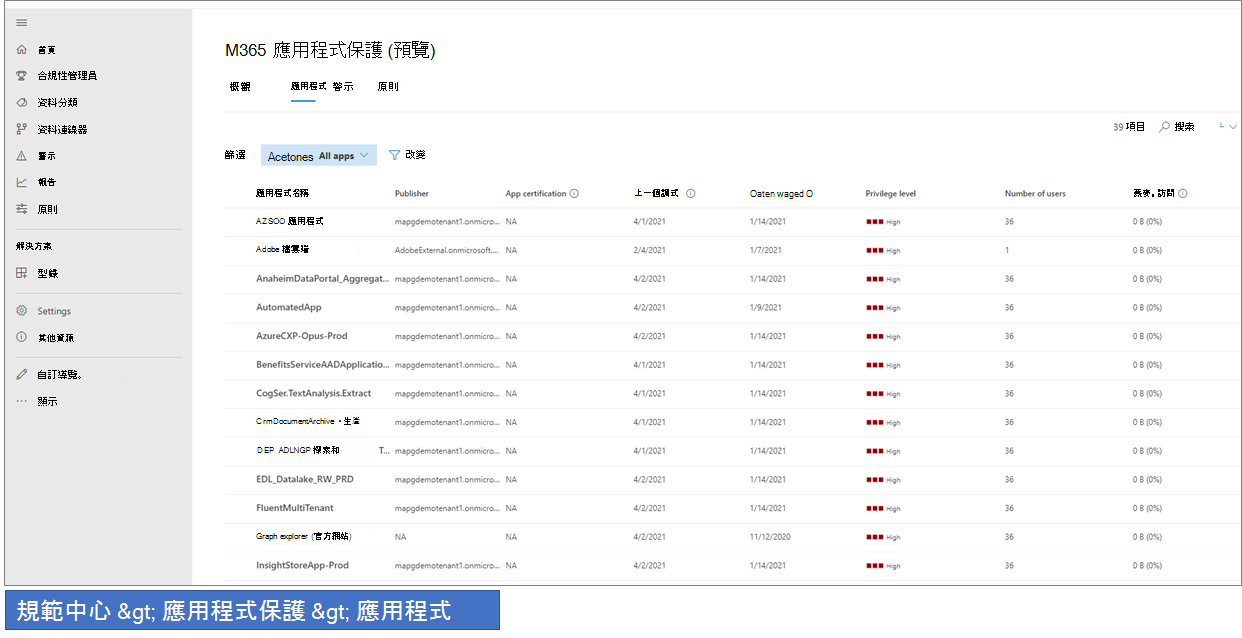 首頁
合規性管理員
資料分類
資料連線器
警示
報告
原則
解決方案
型錄
Settings
其他資源
自訂導覽。
顯示
M365 應用程式保護 (預覽)
概觀 應用程式 警示 原則
39 項目 搜索
篩選 Acetones All apps 改變
應用程式名稱 Publisher App certification 上一個調式 Oaten waged O Privilege level Number of users 燕麥。訪問
AZSOO 應用程式 mapgdemotenant1.onmicro... NA 4/1/2021 1/14/2021 High 36 0 B (0%)
Adobe 檔雲端 AdobeExternal.onmicrosoft... NA 2/4/2021 1/7/2021 High 1 0 B (0%)
AnaheimDataPortal_Aggregat... mapgdemotenant1.onmicro... NA 4/2/2021 1/14/2021 High 36 0 B (0%)
AutomatedApp mapgdemotenant1.onmicro... NA 4/2/2021 1/9/2021 High 36 0 B (0%)
AzureCXP-Opus-Prod mapgdemotenant1.onmicro... NA 4/2/2021 1/14/2021 High 36 0 B (0%)
BenefitsServiceAADApplicatio... mapgdemotenant1.onmicro... NA 4/1/2021 1/14/2021 High 36 0 B (0%)
CogSer.TextAnalysis.Extract mapgdemotenant1.onmicro... NA 4/1/2021 1/14/2021 High 36 0 B (0%)
CrmDocumentArchive - 生產 mapgdemotenant1.onmicro... NA 4/1/2021 1/14/2021 High 36 0 B (0%)
DEP ADLNGP 探索和 T... mapgdemotenant1.onmicro... NA 4/1/2021 1/14/2021 High 36 0 B (0%)
EDL_Datalake_RW_PRD mapgdemotenant1.onmicro... NA 4/2/2021 1/14/2021 High 36 0 B (0%)
FluentMultiTenant mapgdemotenant1.onmicro... NA 4/2/2021 1/14/2021 High 36 0 B (0%)
Graph explorer (官方網站) NA NA 4/2/2021 11/12/2020 High 36 0 B (0%)
InsightStoreApp-Prod mapgdemotenant1.onmicro... NA 4/2/2021 1/14/2021 High 36 0 B (0%)
規範中心 &gt; 應用程式保護 &gt; 應用程式